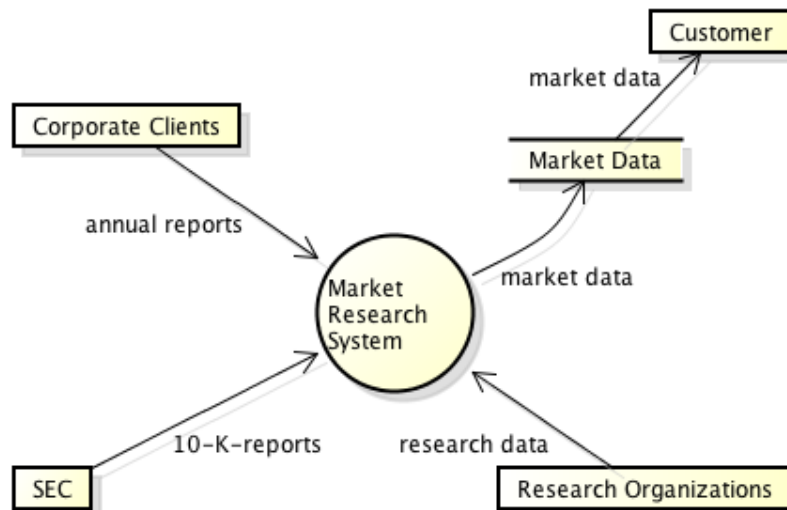 Customer
market data
Corporate Clients
Market Data
annual reports
market data
Market
Research
System
10-K-reports
research data
SEC
Research Organizations